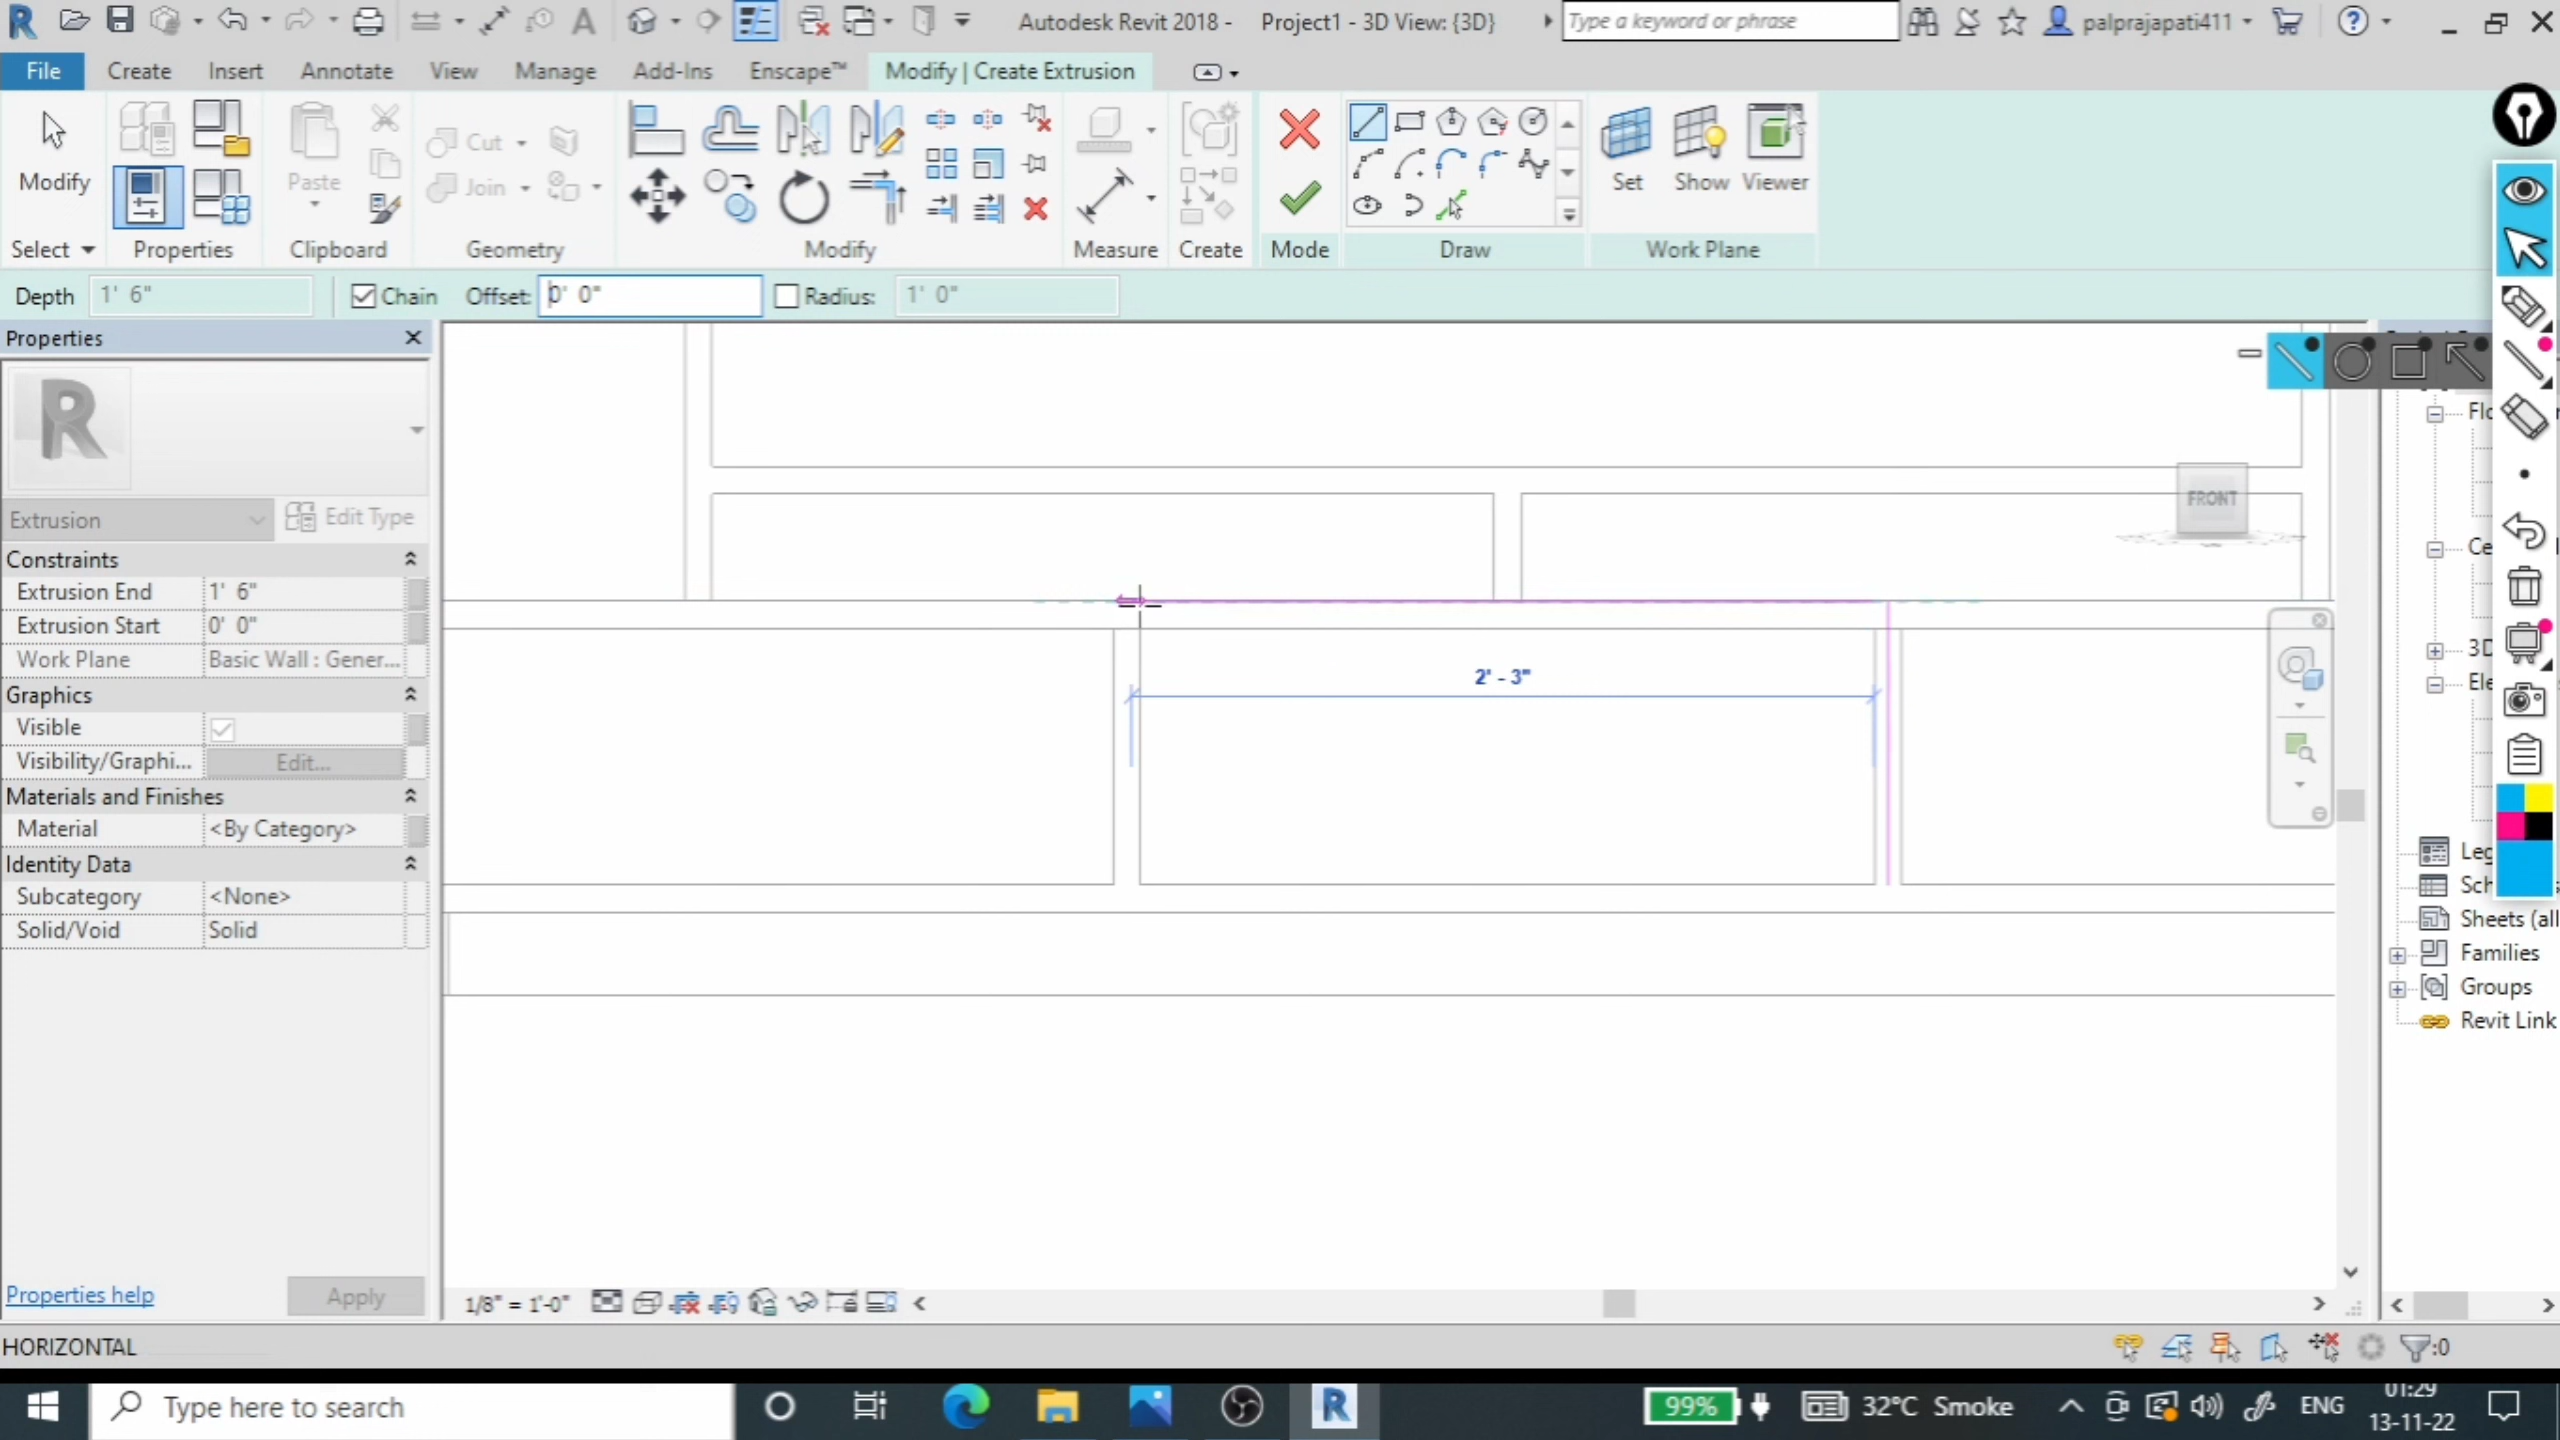 Autodesk Revit 2018 - Project1 - 3D View: {3D}
Type a keyword or phrase
palprajapati411
File Create Insert Annotate View Manage Add-Ins Enscape™ Modify | Create Extrusion
Modify
Paste
Cut
Join
Set Show Viewer
Select Properties Clipboard Geometry Modify Measure Create Mode Draw Work Plane
Depth 1' 6" Chain Offset: 0' 0" Radius: 1' 0"
Properties
Extrusion Edit Type
Constraints
Extrusion End 1' 6"
Extrusion Start 0' 0"
Work Plane Basic Wall : Gener...
Graphics
Visible
Visibility/Graphi... Edit...
Materials and Finishes
Material <By Category>
Identity Data
Subcategory <None>
Solid/Void Solid
Properties help Apply
FRONT
2' - 3"
Flo
Ce
3D
Ele
Leg
Sch
Sheets (all
Families
Groups
Revit Link
1/8" = 1'-0"
HORIZONTAL
:0
Type here to search
99%
32°C Smoke
ENG
01:29
13-11-22